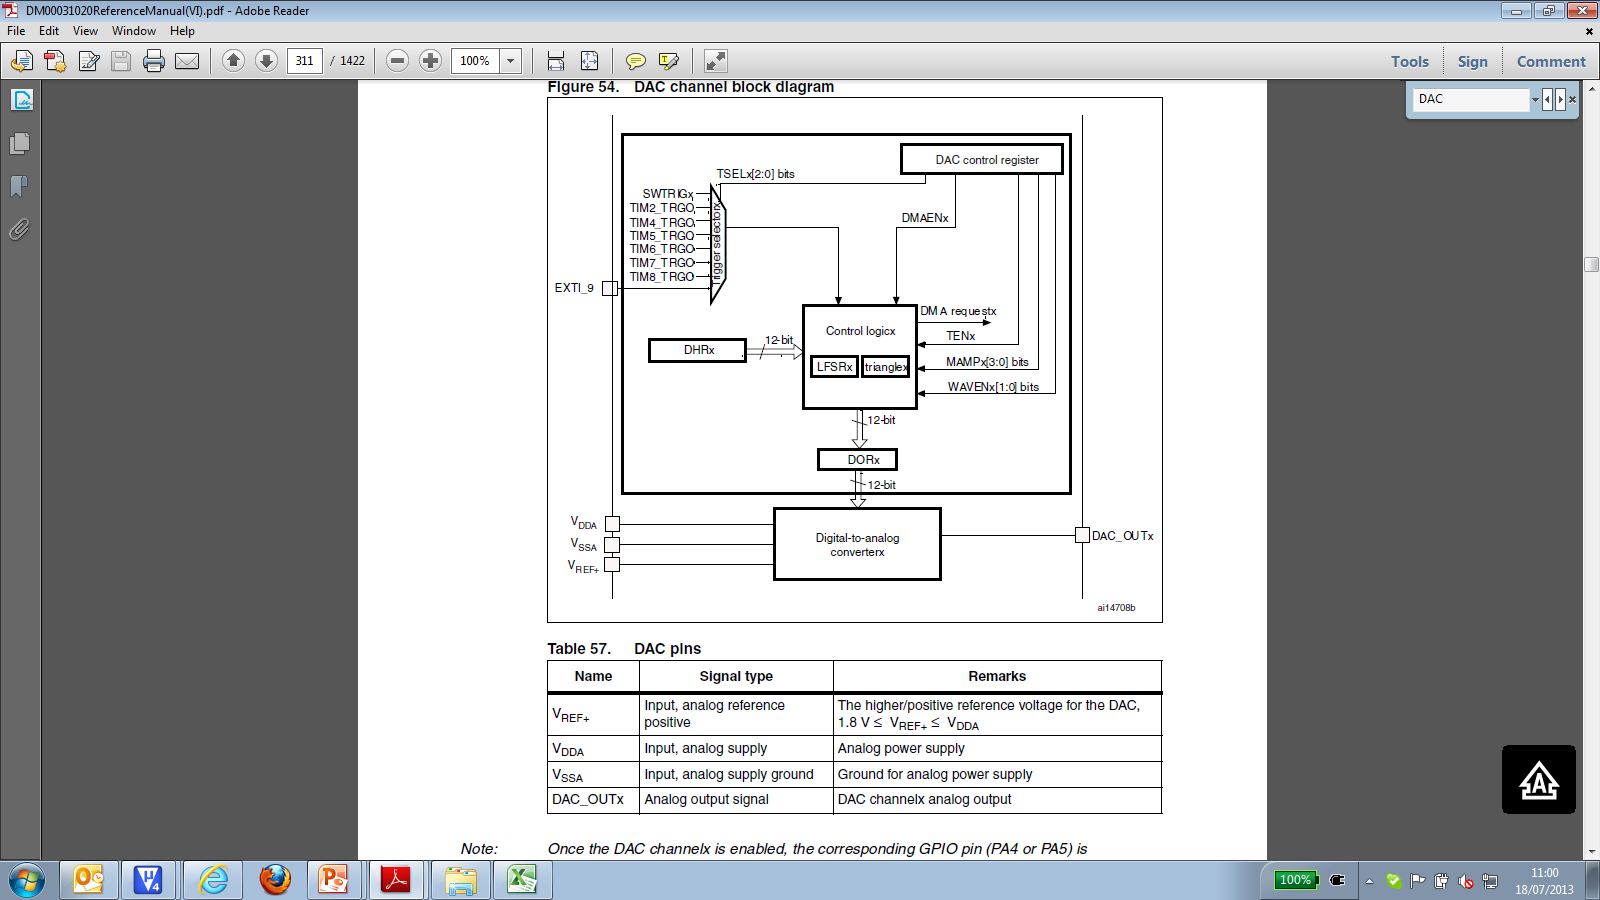 DM00031020ReferenceManual(VI).pdf - Adobe Reader
File Edit View Window Help
311 / 1422 100% Tools Sign Comment
DAC
Figure 54. DAC channel block diagram
DAC control register
TSELx[2:0] bits
SWTRIGx
TIM2_TRGO
TIM4_TRGO
TIM5_TRGO
TIM6_TRGO
TIM7_TRGO
TIM8_TRGO
Trigger selectorx
DMAENx
EXTI_9
DMA requestx
Control logicx
TENx
12-bit
DHRx
LFSRx trianglex
MAMPx[3:0] bits
WAVENx[1:0] bits
12-bit
DORx
12-bit
VDDA
VSSA
VREF+
Digital-to-analog
converterx
DAC_OUTx
ai14708b
Table 57. DAC pins
Name Signal type Remarks
VREF+ Input, analog reference positive The higher/positive reference voltage for the DAC, 1.8 V ≤ VREF+ ≤ VDDA
VDDA Input, analog supply Analog power supply
VSSA Input, analog supply ground Ground for analog power supply
DAC_OUTx Analog output signal DAC channelx analog output
Note: Once the DAC channelx is enabled, the corresponding GPIO pin (PA4 or PA5) is
100%
11:00
18/07/2013